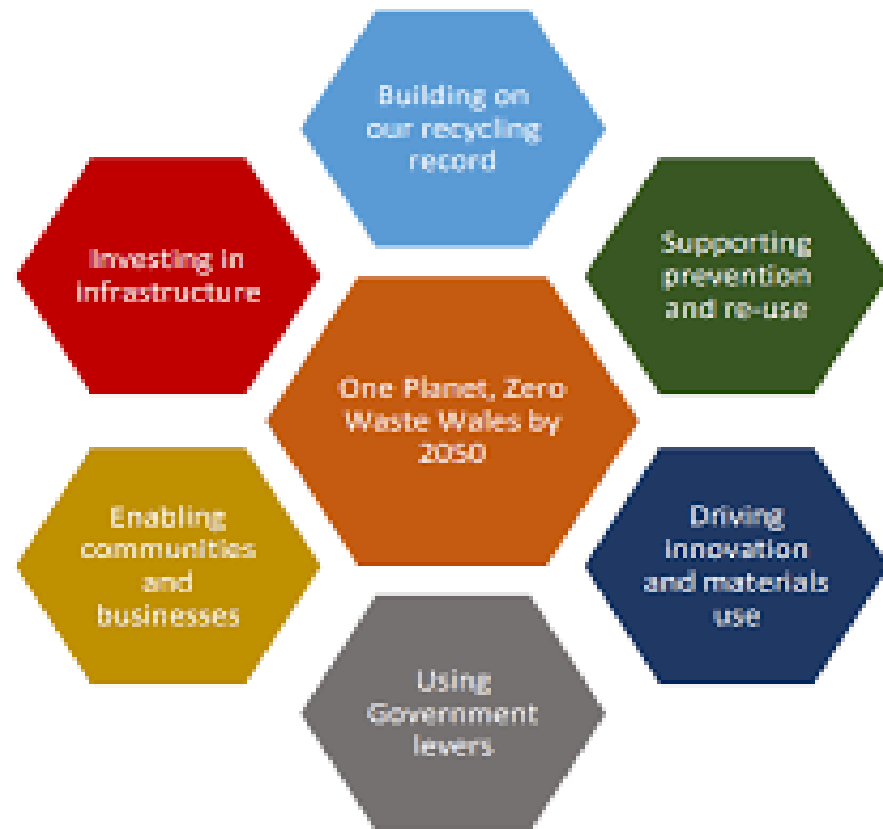 Building on
our recycling
record
Supporting
prevention
and re-use
Driving
innovation
and materials
use
Using
Government
levers
Enabling
communities
and
businesses
Investing in
infrastructure
One Planet, Zero
Waste Wales by
2050